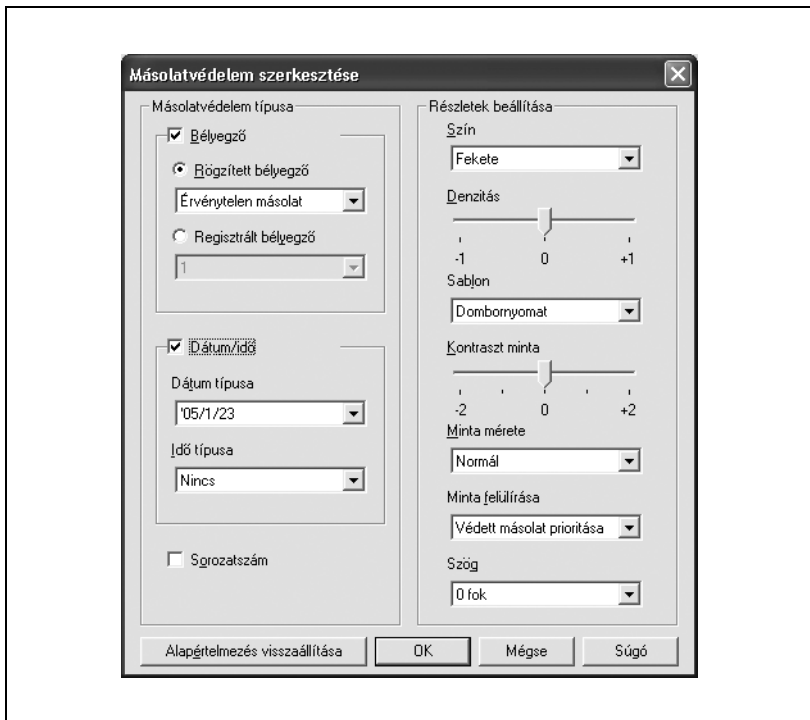 Másolatvédelem szerkesztése
Másolatvédelem típusa
Bélyegző
Rögzített bélyegző
Érvénytelen másolat
Regisztrált bélyegző
1
Dátum/idő
Dátum típusa
'05/1/23
Idő típusa
Nincs
Sorozatszám
Részletek beállítása
Szín
Fekete
Denzitás
-1 0 +1
Sablon
Dombornyomat
Kontraszt minta
-2 0 +2
Minta mérete
Normál
Minta felülírása
Védett másolat prioritása
Szög
0 fok
Alapértelmezés visszaállítása OK Mégse Súgó